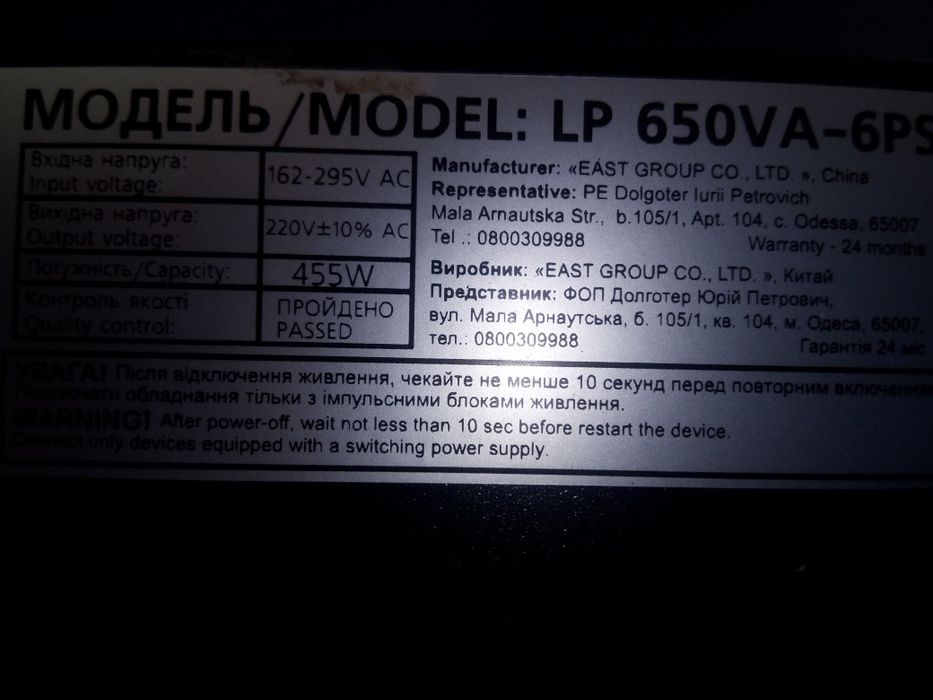 МОДЕЛЬ/MODEL: LP 650VA-6PS
Вхідна напруга:
Input voltage:
162-295V AC
Вихідна напруга:
Output voltage:
220V±10% AC
Потужність/Capacity:
455W
Контроль якості
Quality control:
ПРОЙДЕНО
PASSED
Manufacturer: «EAST GROUP CO., LTD. », China
Representative: PE Dolgoter Iurii Petrovich
Mala Arnautska Str., b.105/1, Apt. 104, c. Odessa, 65007
Tel .: 0800309988
Warranty - 24 months
Виробник: «EAST GROUP CO., LTD. », Китай
Представник: ФОП Долготер Юрій Петрович,
вул. Мала Арнаутська, б. 105/1, кв. 104, м. Одеса, 65007,
тел.: 0800309988
Гарантія 24 міс
УВАГА! Після відключення живлення, чекайте не менше 10 секунд перед повторним включенням
Підключати обладнання тільки з імпульсними блоками живлення.
WARNING! After power-off, wait not less than 10 sec before restart the device.
Connect only devices equipped with a switching power supply.